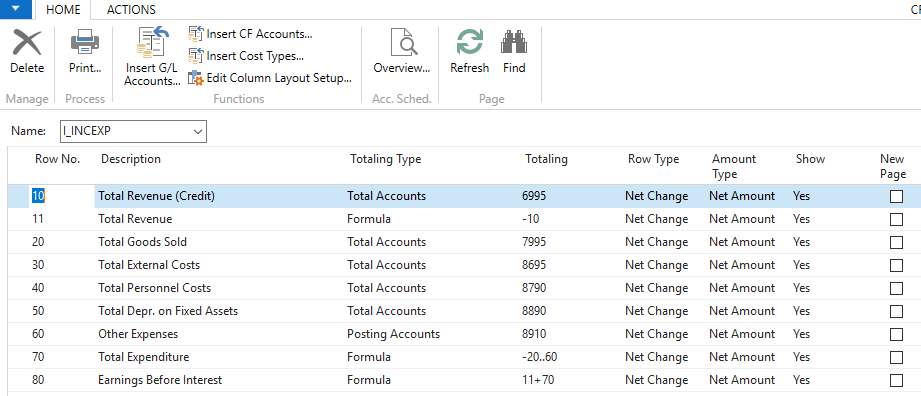 HOME ACTIONS CR
Delete Print... Insert G/L Accounts... Insert CF Accounts... Overview... Refresh Find
Insert Cost Types...
Edit Column Layout Setup...
Manage Process Functions Acc. Sched. Page
Name: I_INCEXP
Row No. Description Totaling Type Totaling Row Type Amount Type Show New Page
10 Total Revenue (Credit) Total Accounts 6995 Net Change Net Amount Yes
11 Total Revenue Formula -10 Net Change Net Amount Yes
20 Total Goods Sold Total Accounts 7995 Net Change Net Amount Yes
30 Total External Costs Total Accounts 8695 Net Change Net Amount Yes
40 Total Personnel Costs Total Accounts 8790 Net Change Net Amount Yes
50 Total Depr. on Fixed Assets Total Accounts 8890 Net Change Net Amount Yes
60 Other Expenses Posting Accounts 8910 Net Change Net Amount Yes
70 Total Expenditure Formula -20..60 Net Change Net Amount Yes
80 Earnings Before Interest Formula 11+70 Net Change Net Amount Yes